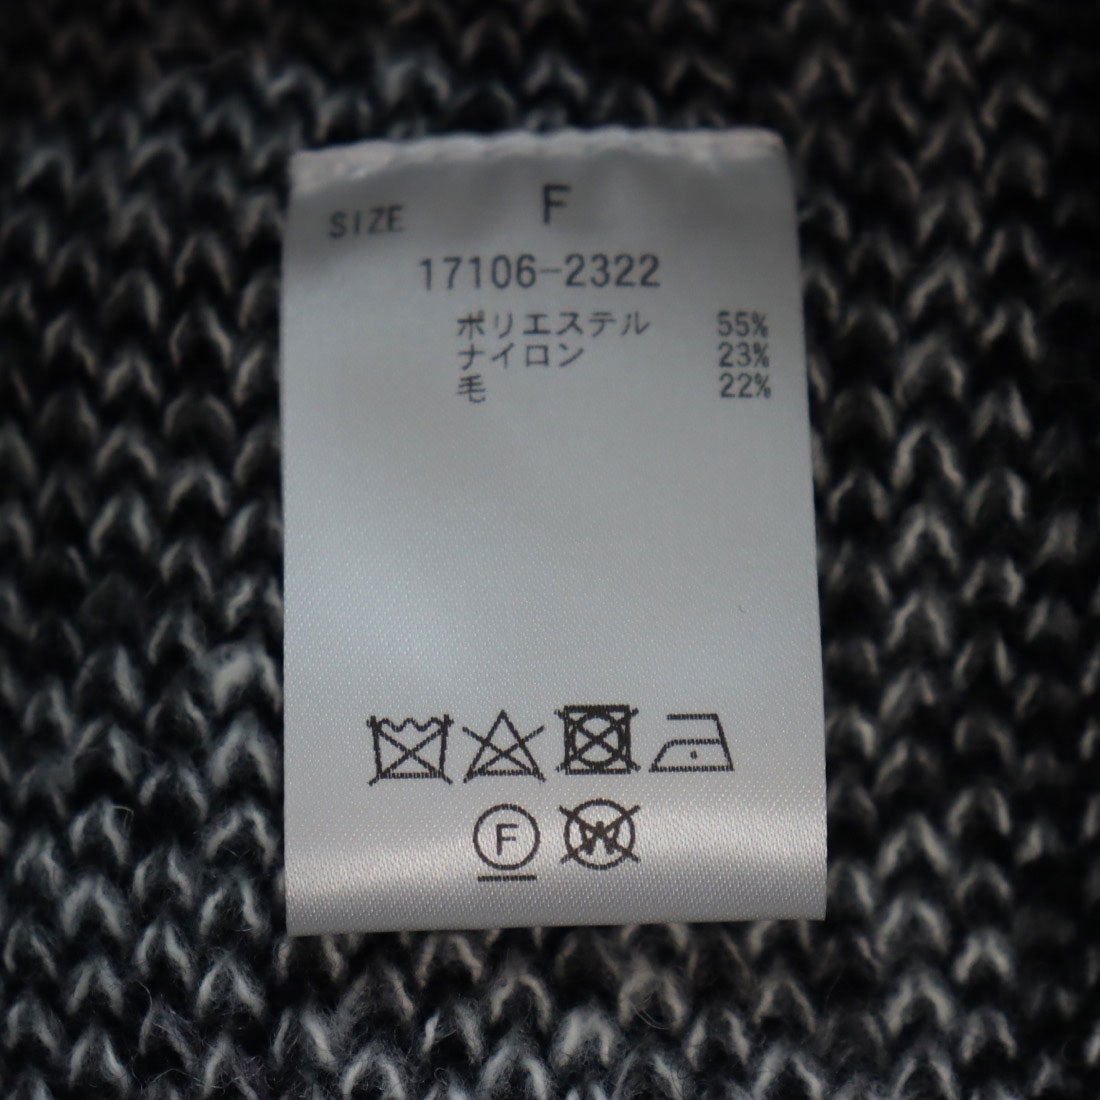 SIZE F
17106-2322
ポリエステル 55%
ナイロン 23%
毛 22%
F W